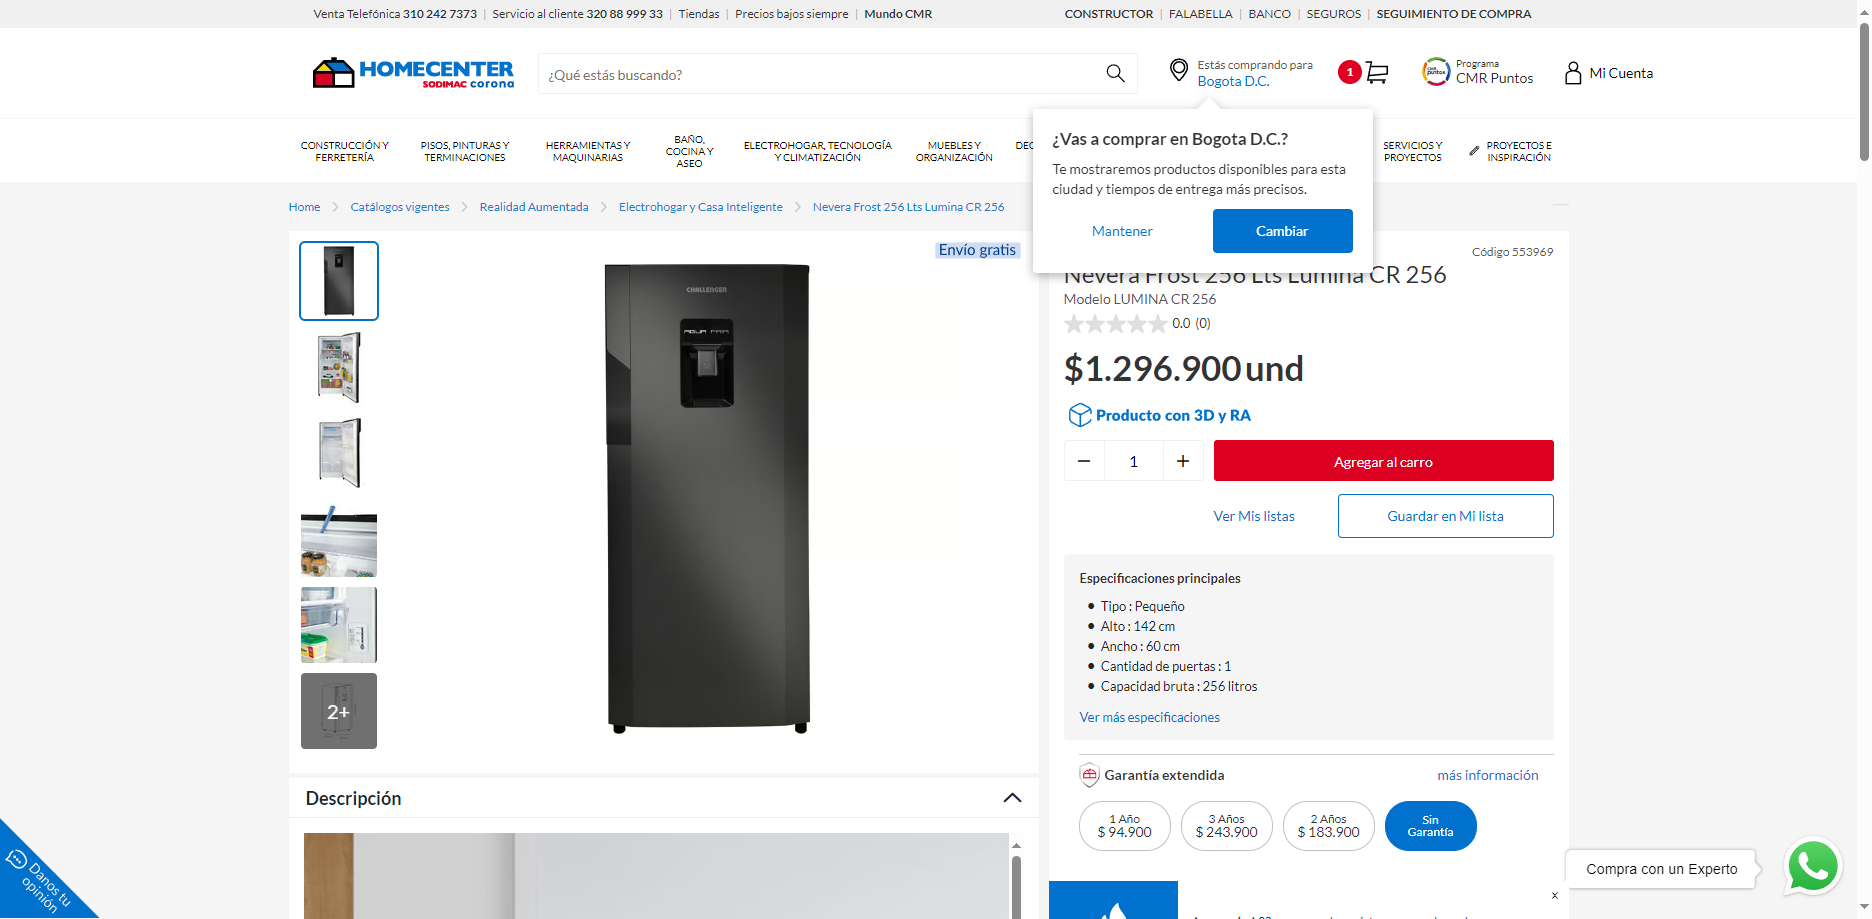 Venta Telefónica 310 242 7373 | Servicio al cliente 320 88 999 33 | Tiendas | Precios bajos siempre | Mundo CMR
CONSTRUCTOR | FALABELLA | BANCO | SEGUROS | SEGUIMIENTO DE COMPRA
HOMECENTER
SODIMAC corona
¿Qué estás buscando?
Estás comprando para
Bogota D.C.
1
Programa
CMR Puntos
Mi Cuenta
CONSTRUCCIÓN Y
FERRETERÍA
PISOS, PINTURAS Y
TERMINACIONES
HERRAMIENTAS Y
MAQUINARIAS
BAÑO,
COCINA Y
ASEO
ELECTROHOGAR, TECNOLOGÍA
Y CLIMATIZACIÓN
MUEBLES Y
ORGANIZACIÓN
SERVICIOS Y
PROYECTOS
PROYECTOS E
INSPIRACIÓN
¿Vas a comprar en Bogota D.C.?
Te mostraremos productos disponibles para esta
ciudad y tiempos de entrega más precisos.
Mantener
Cambiar
Home
Catálogos vigentes
Realidad Aumentada
Electrohogar y Casa Inteligente
Nevera Frost 256 Lts Lumina CR 256
Envío gratis
CHALLENGER
AGUA FRIA
2+
Código 553969
Nevera Frost 256 Lts Lumina CR 256
Modelo LUMINA CR 256
0.0 (0)
$1.296.900 und
Producto con 3D y RA
− 1 +
Agregar al carro
Ver Mis listas
Guardar en Mi lista
Especificaciones principales
• Tipo : Pequeño
• Alto : 142 cm
• Ancho : 60 cm
• Cantidad de puertas : 1
• Capacidad bruta : 256 litros
Ver más especificaciones
Garantía extendida
más información
1 Año
$ 94.900
3 Años
$ 243.900
2 Años
$ 183.900
Sin
Garantía
Descripción
Danos tu
opinión
Compra con un Experto
×